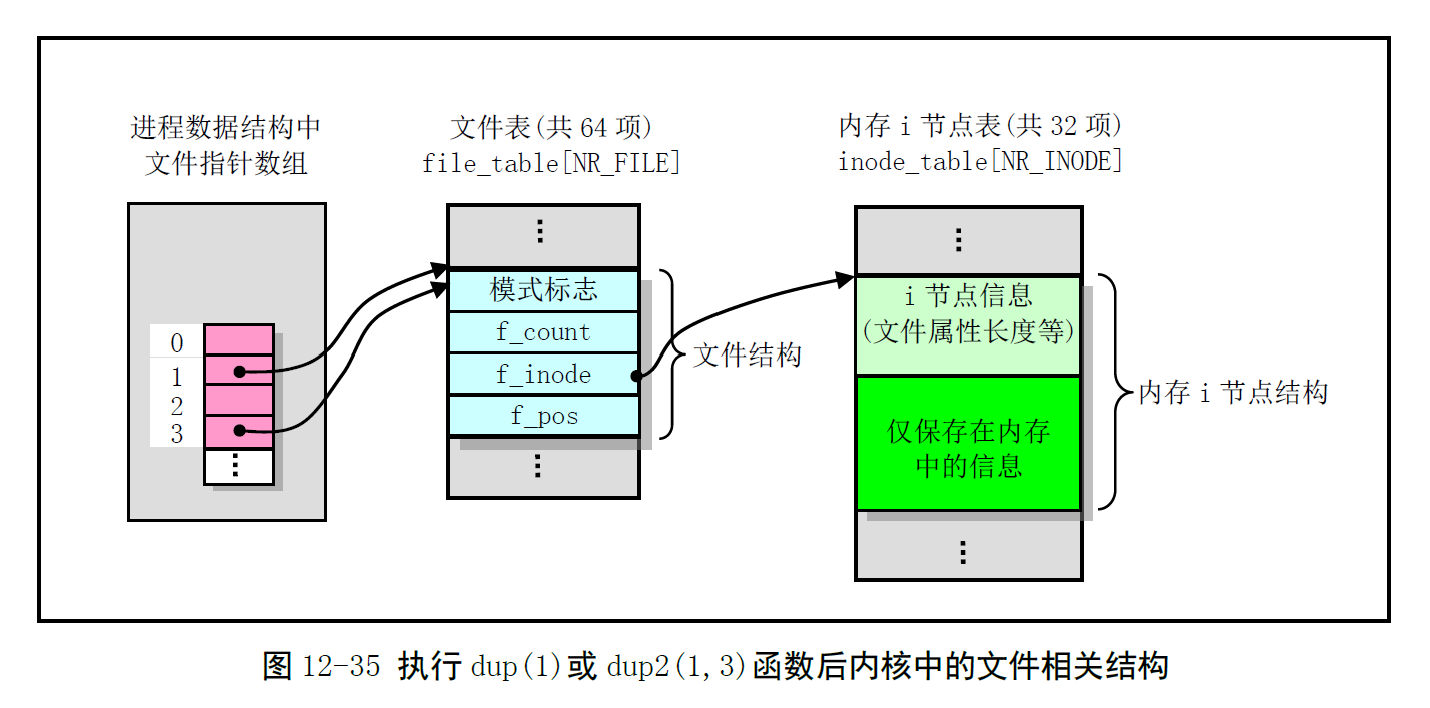 进程数据结构中
文件指针数组
文件表(共 64 项)
file_table[NR_FILE]
内存 i 节点表(共 32 项)
inode_table[NR_INODE]
0
1
2
3
⋮
⋮
模式标志
f_count
f_inode
f_pos
⋮
文件结构
⋮
i 节点信息
(文件属性长度等)
仅保存在内存
中的信息
⋮
内存 i 节点结构
图 12-35 执行 dup(1)或 dup2(1,3)函数后内核中的文件相关结构